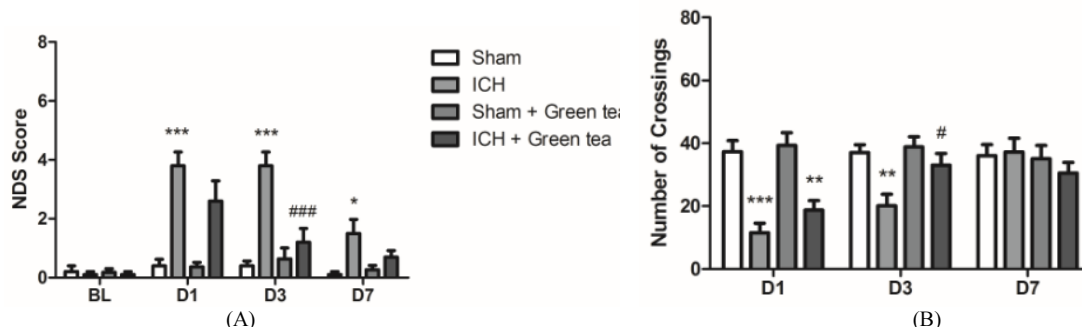 8
6
4
2
0
NDS Score
***
***
###
*
BL
D1
D3
D7
Sham
ICH
Sham + Green tea
ICH + Green tea
(A)
80
60
40
20
0
Number of Crossings
***
**
**
#
D1
D3
D7
(B)